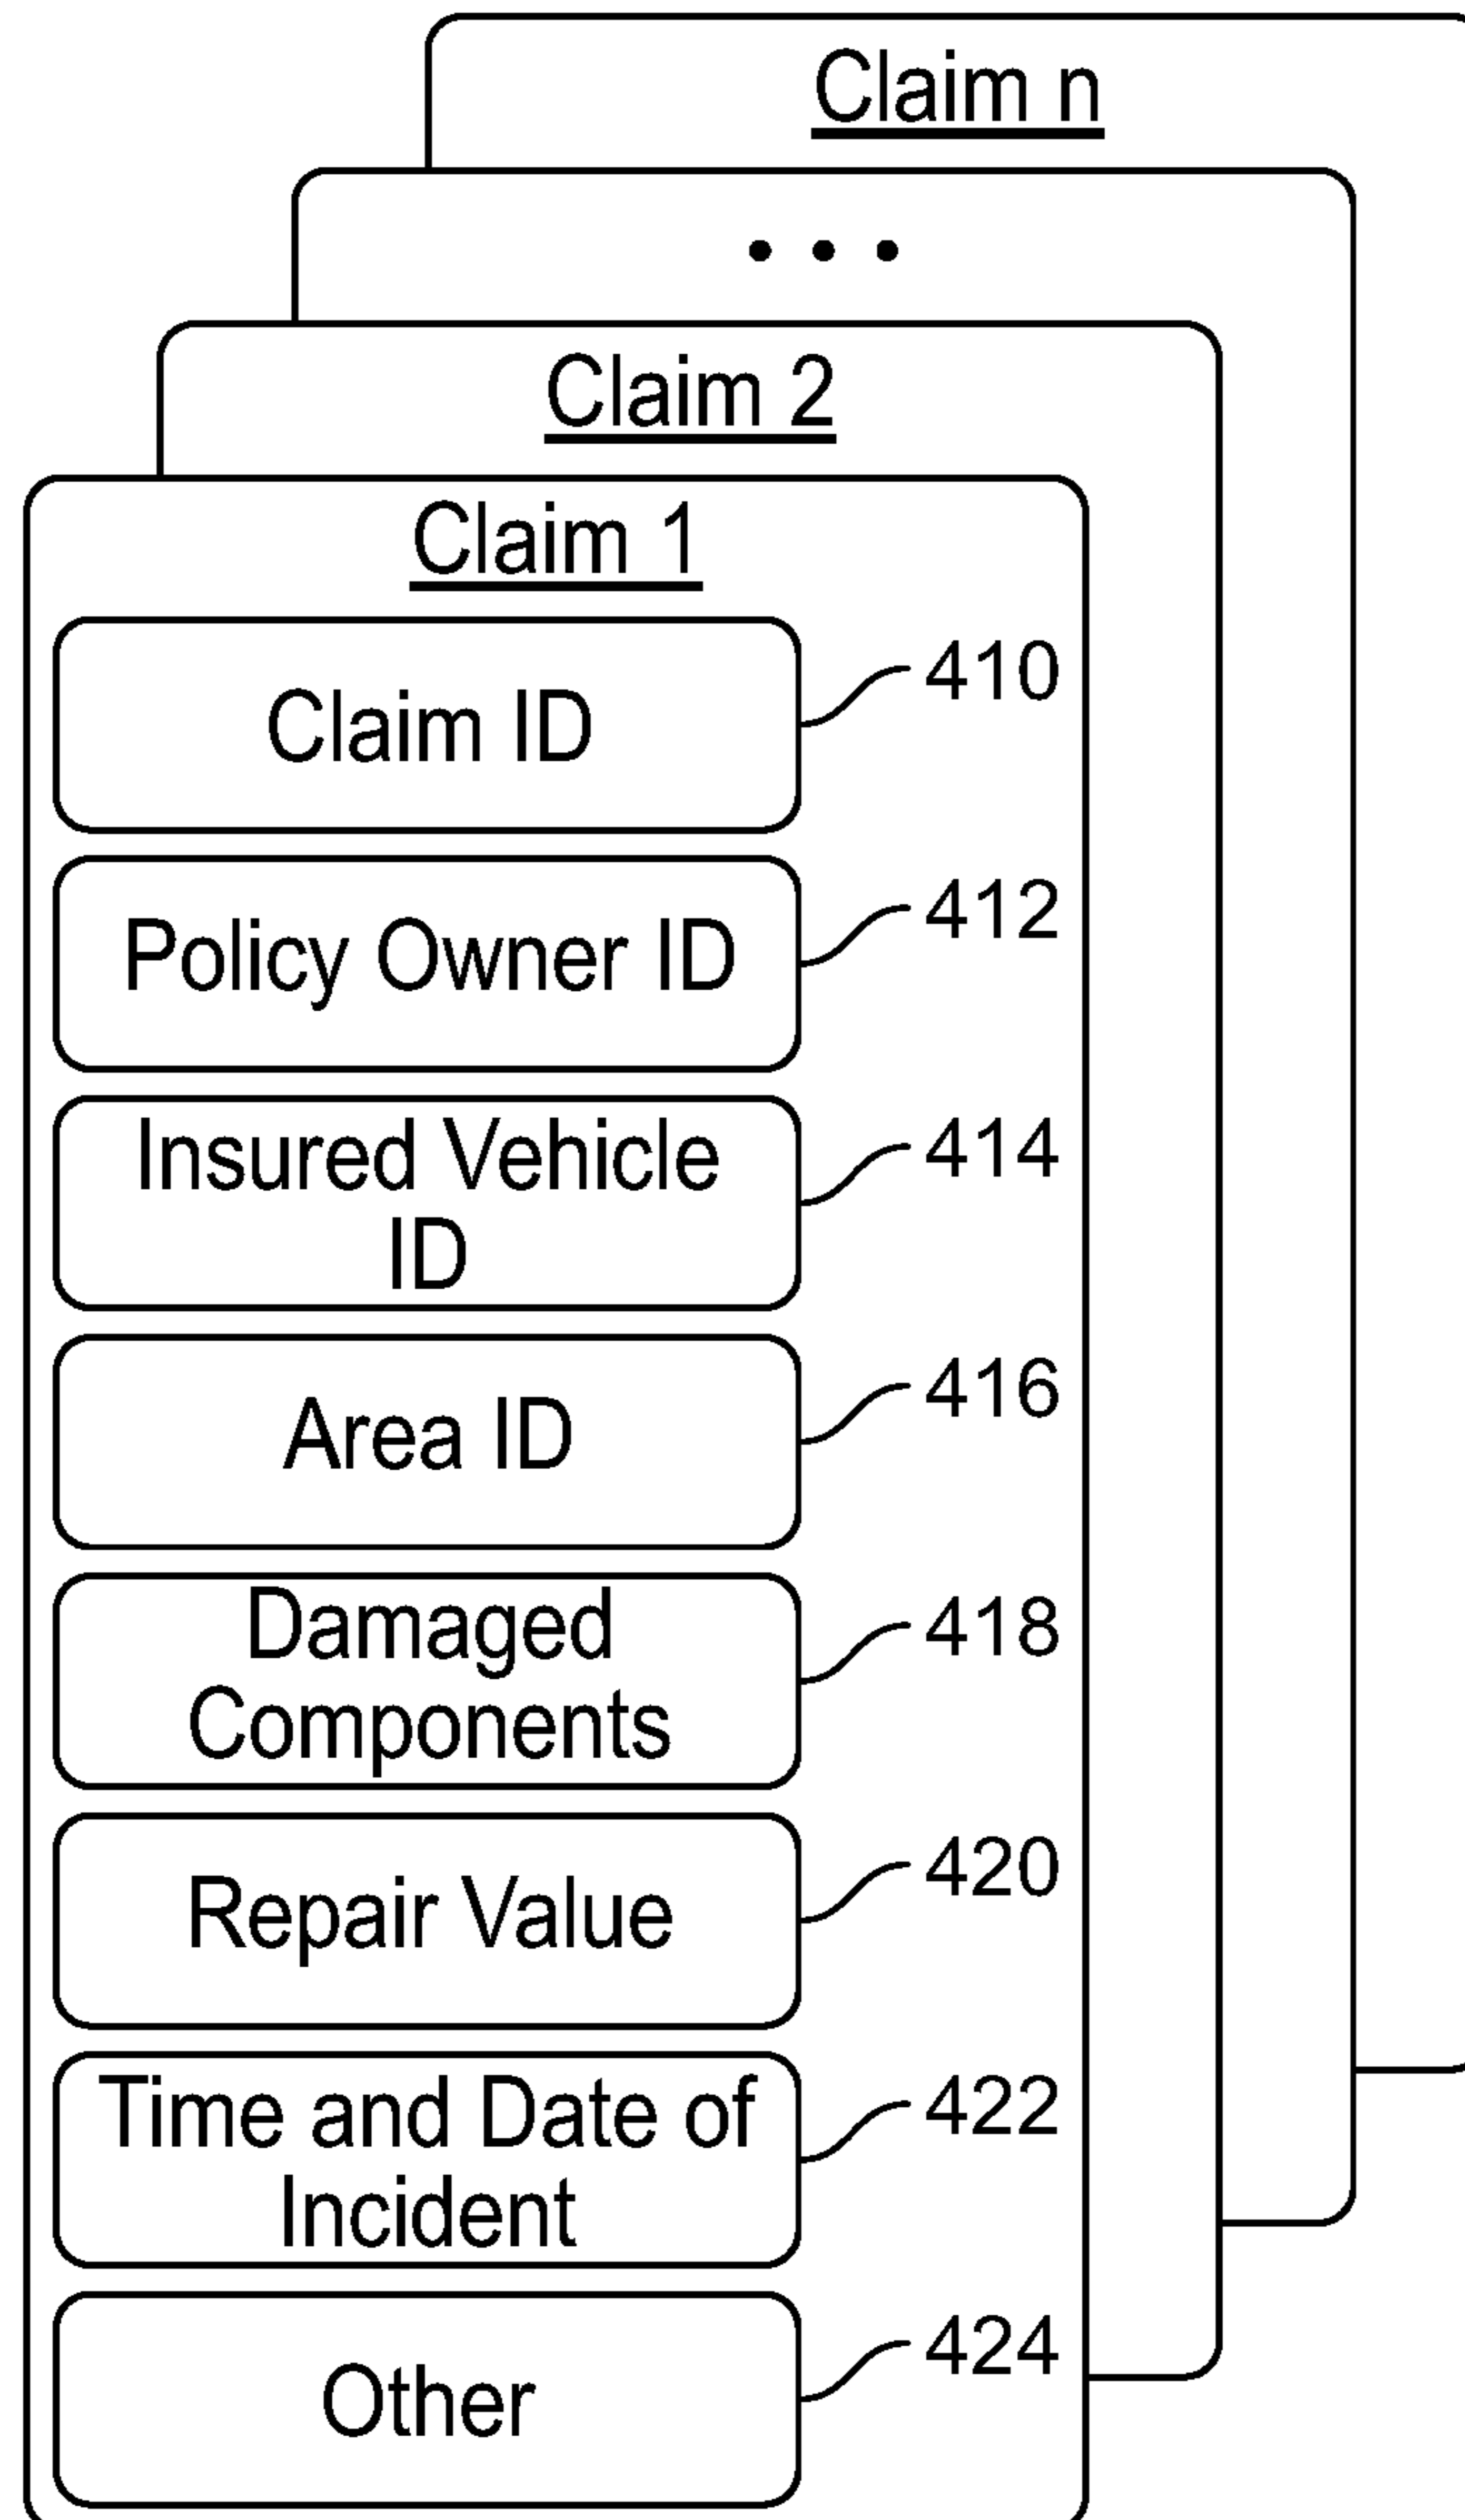 Claim n
• • •
Claim 2
Claim 1
Claim ID
410
Policy Owner ID
412
Insured Vehicle
ID
414
Area ID
416
Damaged
Components
418
Repair Value
420
Time and Date of
Incident
422
Other
424